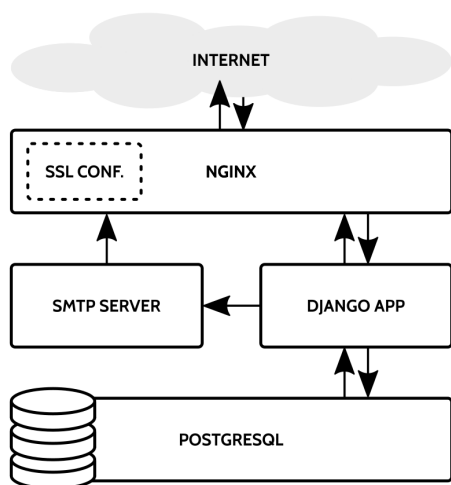 INTERNET
SSL CONF.
NGINX
SMTP SERVER
DJANGO APP
POSTGRESQL